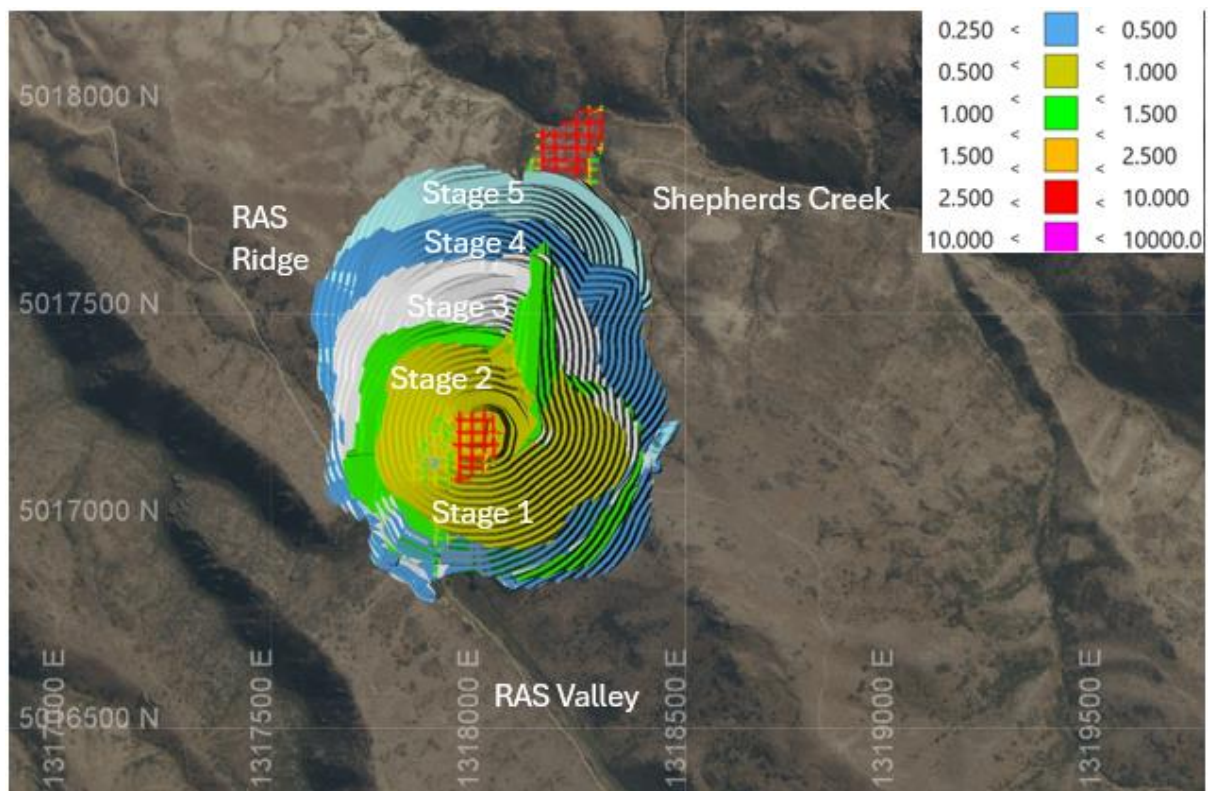 0.250 < < 0.500
0.500 < < 1.000
1.000 < < 1.500
1.500 < < 2.500
2.500 < < 10.000
10.000 < < 10000.0
5018000 N
Stage 5
Shepherds Creek
RAS
Ridge
Stage 4
5017500 N
Stage 3
Stage 2
5017000 N
Stage 1
RAS Valley
5016500 N
1317000 E
1317500 E
1318000 E
1318500 E
1319000 E
1319500 E